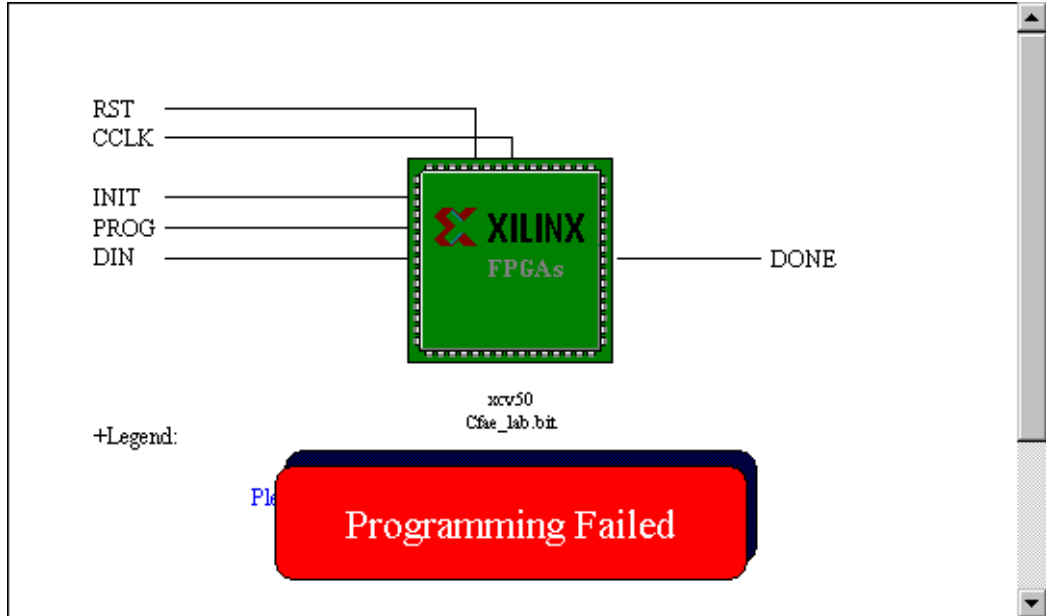 RST
CCLK
INIT
PROG
DIN
XILINX
FPGAs
DONE
xcv50
Cfae_lab.bit
+Legend:
Programming Failed